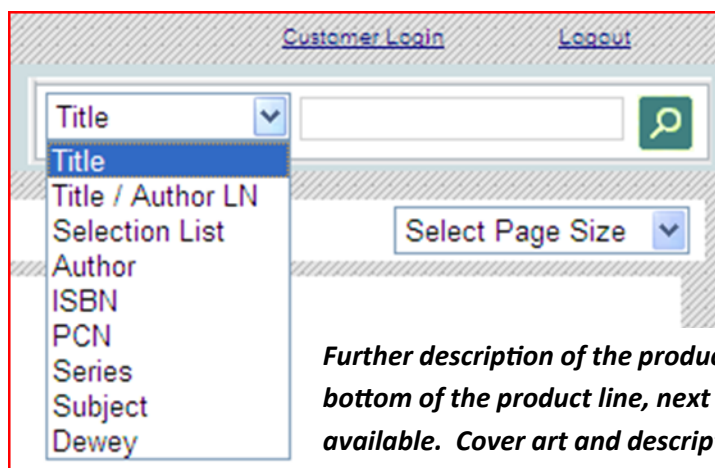 Customer Login Logout
Title
Title
Title / Author LN
Selection List
Select Page Size
Author
ISBN
PCN
Series
Subject
Dewey
Further description of the produc
bottom of the product line, next
available. Cover art and descrip